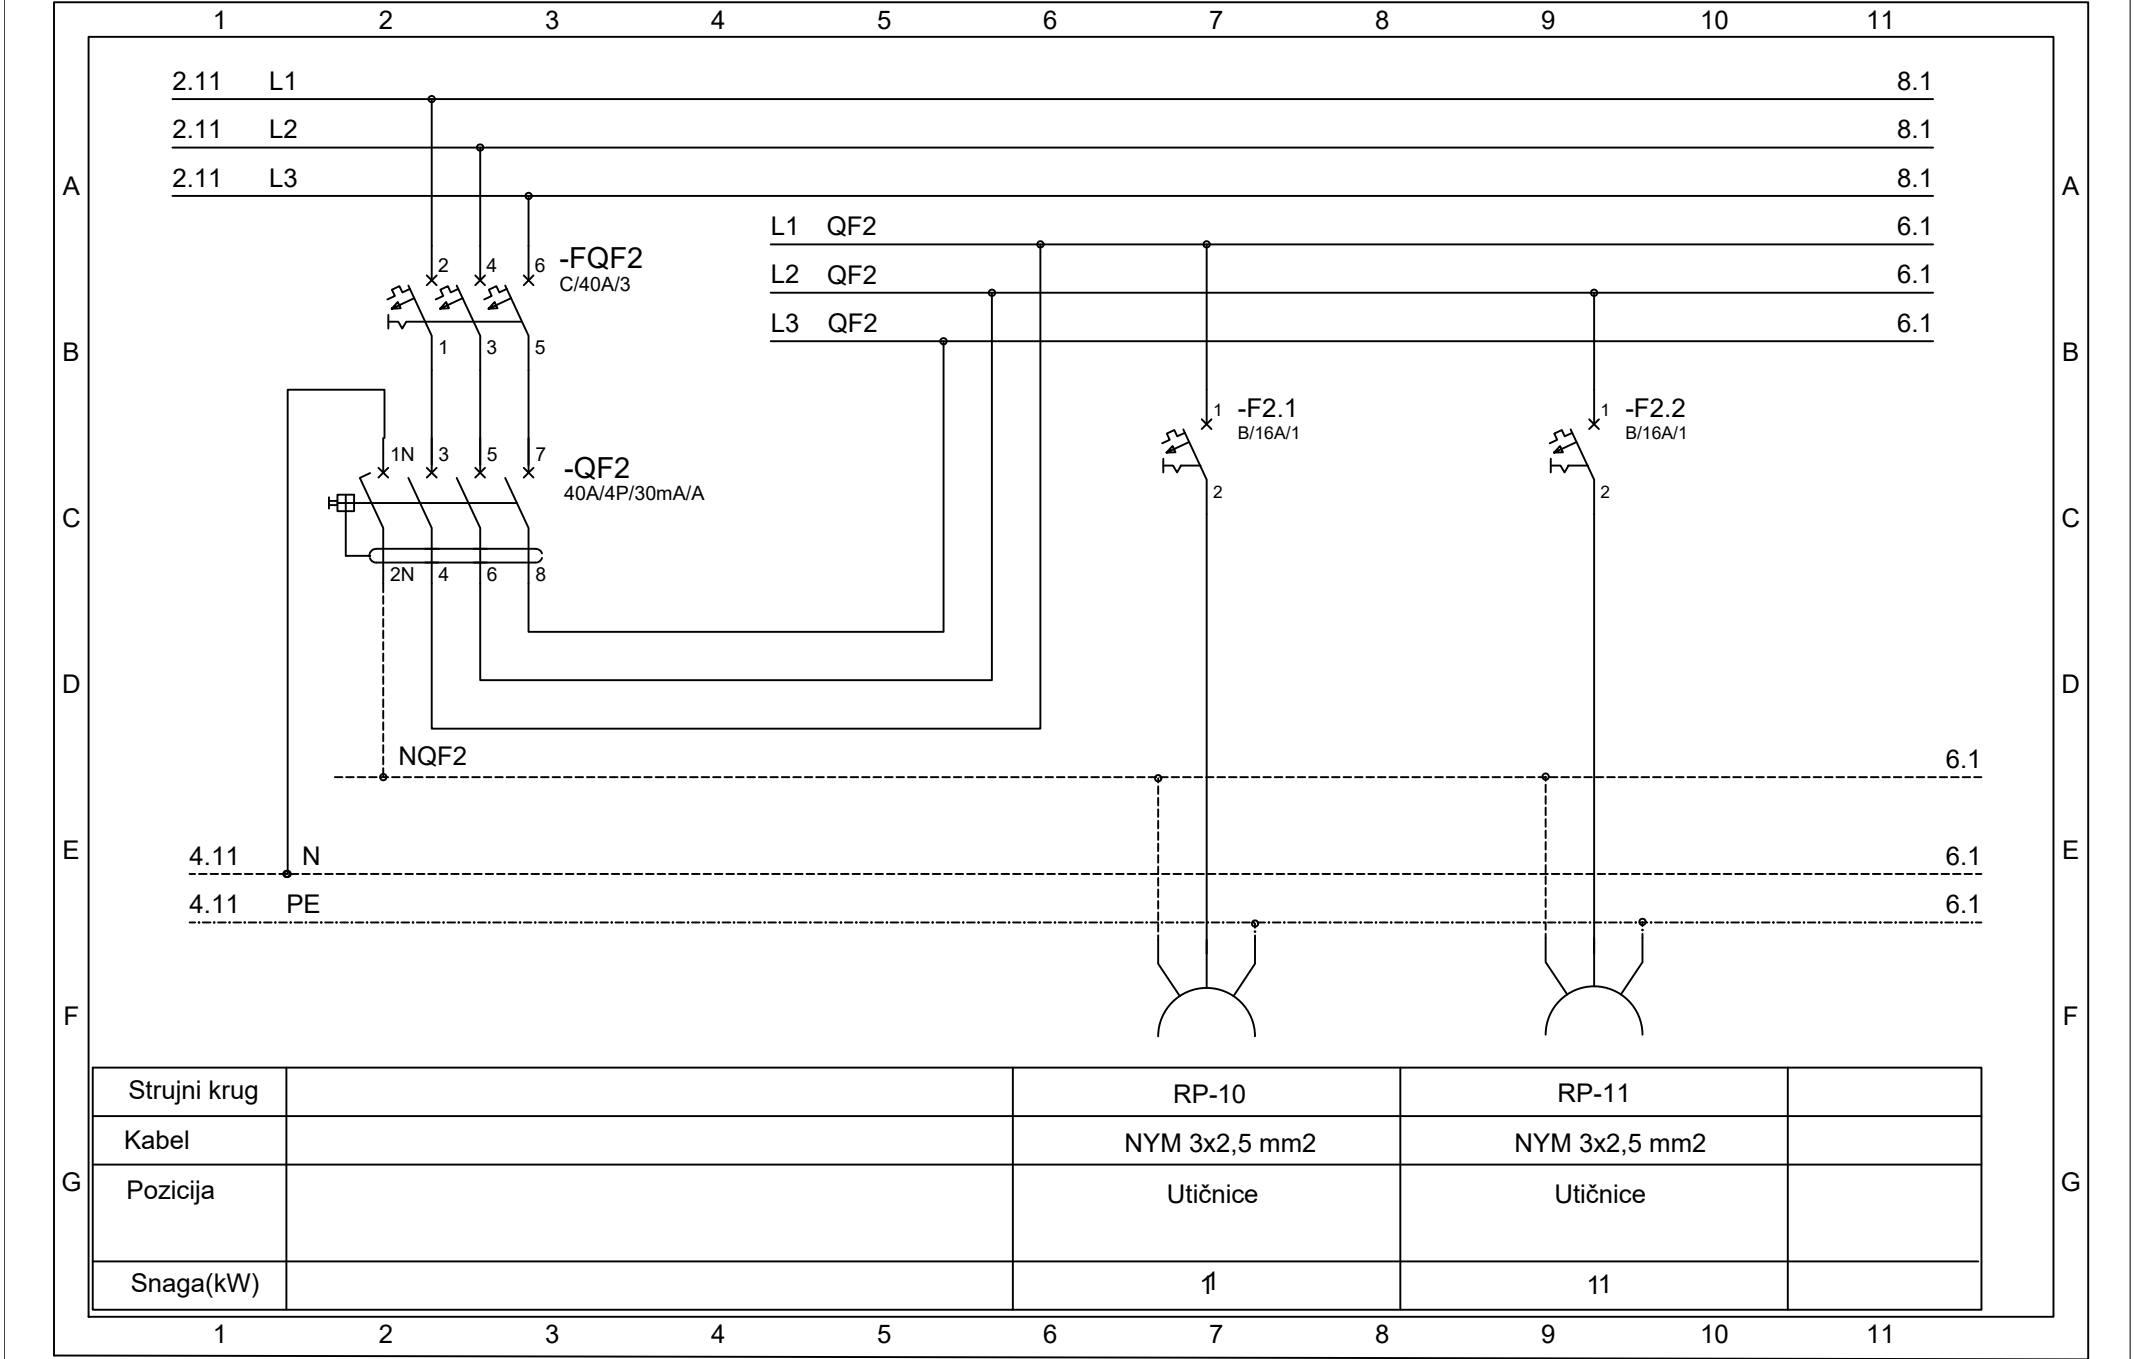 1 2 3 4 5 6 7 8 9 10 11
2.11 L1 8.1
2.11 L2 8.1
A 2.11 L3 8.1 A
L1 QF2 6.1
2 4 6 -FQF2
C/40A/3
L2 QF2 6.1
L3 QF2 6.1
B 1 3 5 B
1 -F2.1 1 -F2.2
B/16A/1 B/16A/1
1N 3 5 7 -QF2
40A/4P/30mA/A
2 2
C C
2N 4 6 8
D D
NQF2 6.1
E 4.11 N 6.1 E
4.11 PE 6.1
F F
Strujni krug RP-10 RP-11
Kabel NYM 3x2,5 mm2 NYM 3x2,5 mm2
G Pozicija Utičnice Utičnice G
Snaga(kW) 11
1 2 3 4 5 6 7 8 9 10 11